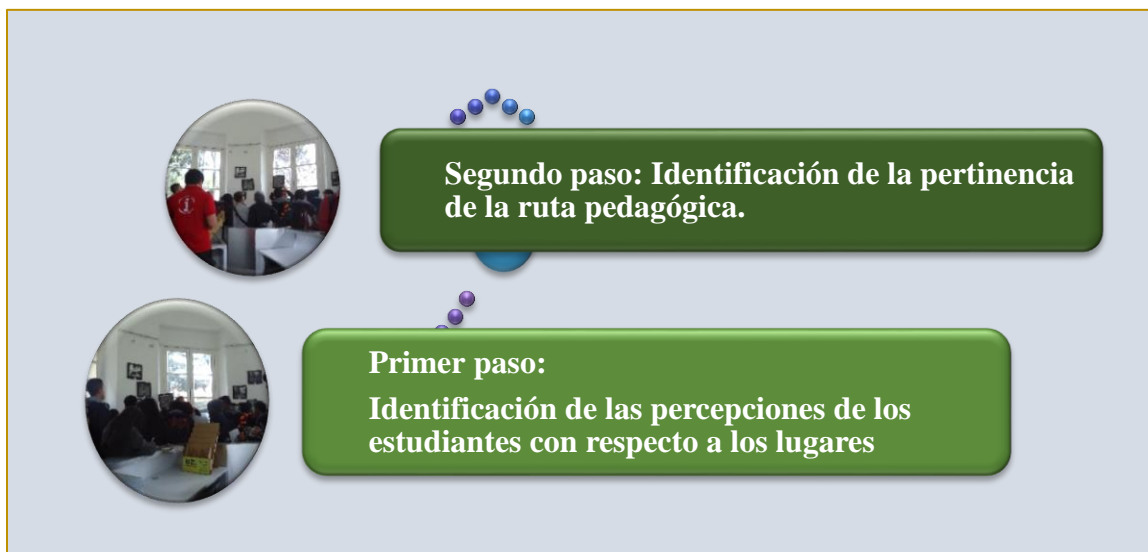 Segundo paso: Identificación de la pertinencia
de la ruta pedagógica.
Primer paso:
Identificación de las percepciones de los
estudiantes con respecto a los lugares